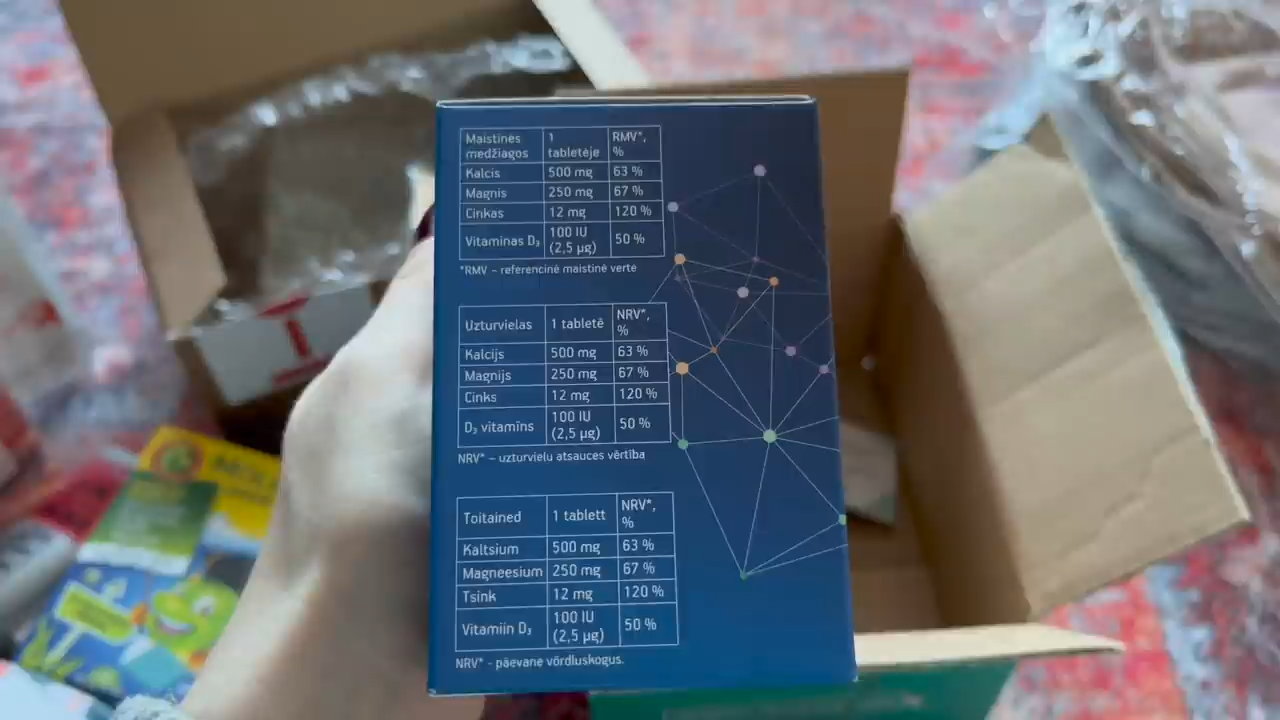 Maistinės medžiagos 1 tabletėje RMV*, %
Kalcis 500 mg 63 %
Magnis 250 mg 67 %
Cinkas 12 mg 120 %
Vitaminas D₃ 100 IU (2,5 µg) 50 %
*RMV – referencinė maistinė vertė
Uzturvielas 1 tabletē NRV*, %
Kalcijs 500 mg 63 %
Magnijs 250 mg 67 %
Cinks 12 mg 120 %
D₃ vitamīns 100 IU (2,5 µg) 50 %
NRV* – uzturvielu atsauces vērtība
Toitained 1 tablett NRV*, %
Kaltsium 500 mg 63 %
Magneesium 250 mg 67 %
Tsink 12 mg 120 %
Vitamiin D₃ 100 IU (2,5 µg) 50 %
NRV* - päevane võrdluskogus.